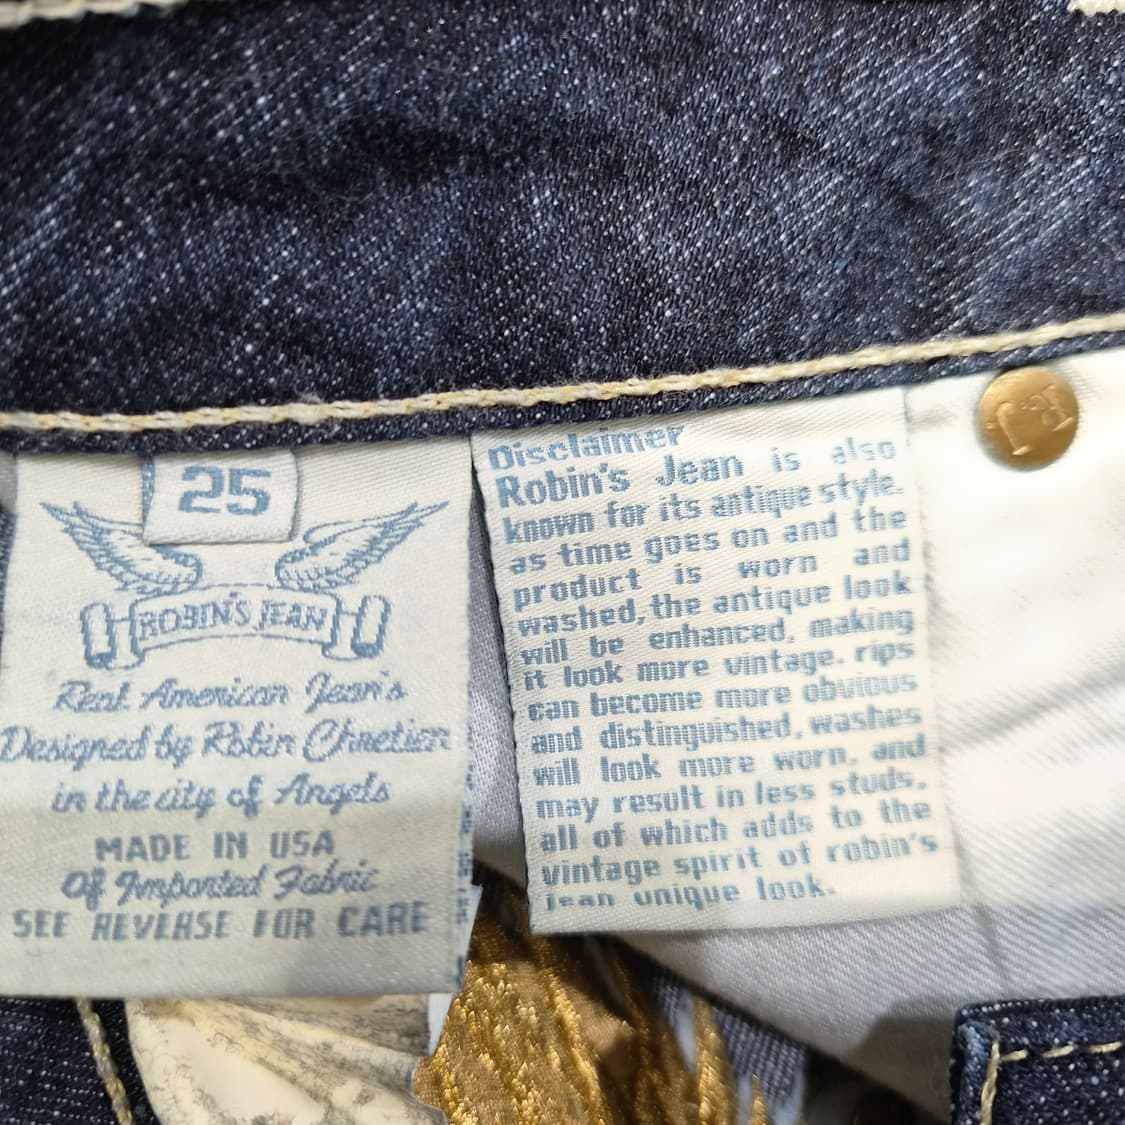 25
ROBIN'S JEAN
Real American Jean's
Designed by Robin Chretien
in the city of Angels
MADE IN USA
Of Imported Fabric
SEE REVERSE FOR CARE
Disclaimer
Robin's Jean is also
known for its antique style.
as time goes on and the
product is worn and
washed, the antique look
will be enhanced, making
it look more vintage. rips
can become more obvious
and distinguished, washes
will look more worn, and
may result in less studs.
all of which adds to the
vintage spirit of robin's
jean unique look.